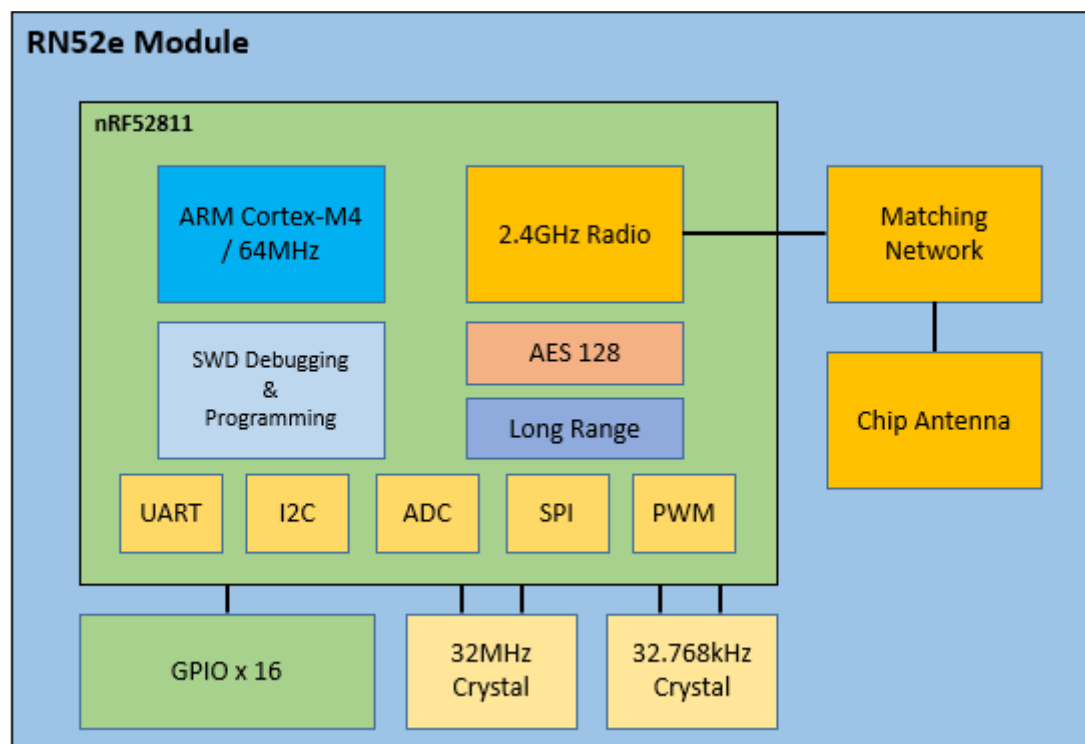 RN52e Module
nRF52811
ARM Cortex-M4
/ 64MHz
2.4GHz Radio
Matching
Network
SWD Debugging
&
Programming
AES 128
Long Range
Chip Antenna
UART
I2C
ADC
SPI
PWM
GPIO x 16
32MHz
Crystal
32.768kHz
Crystal